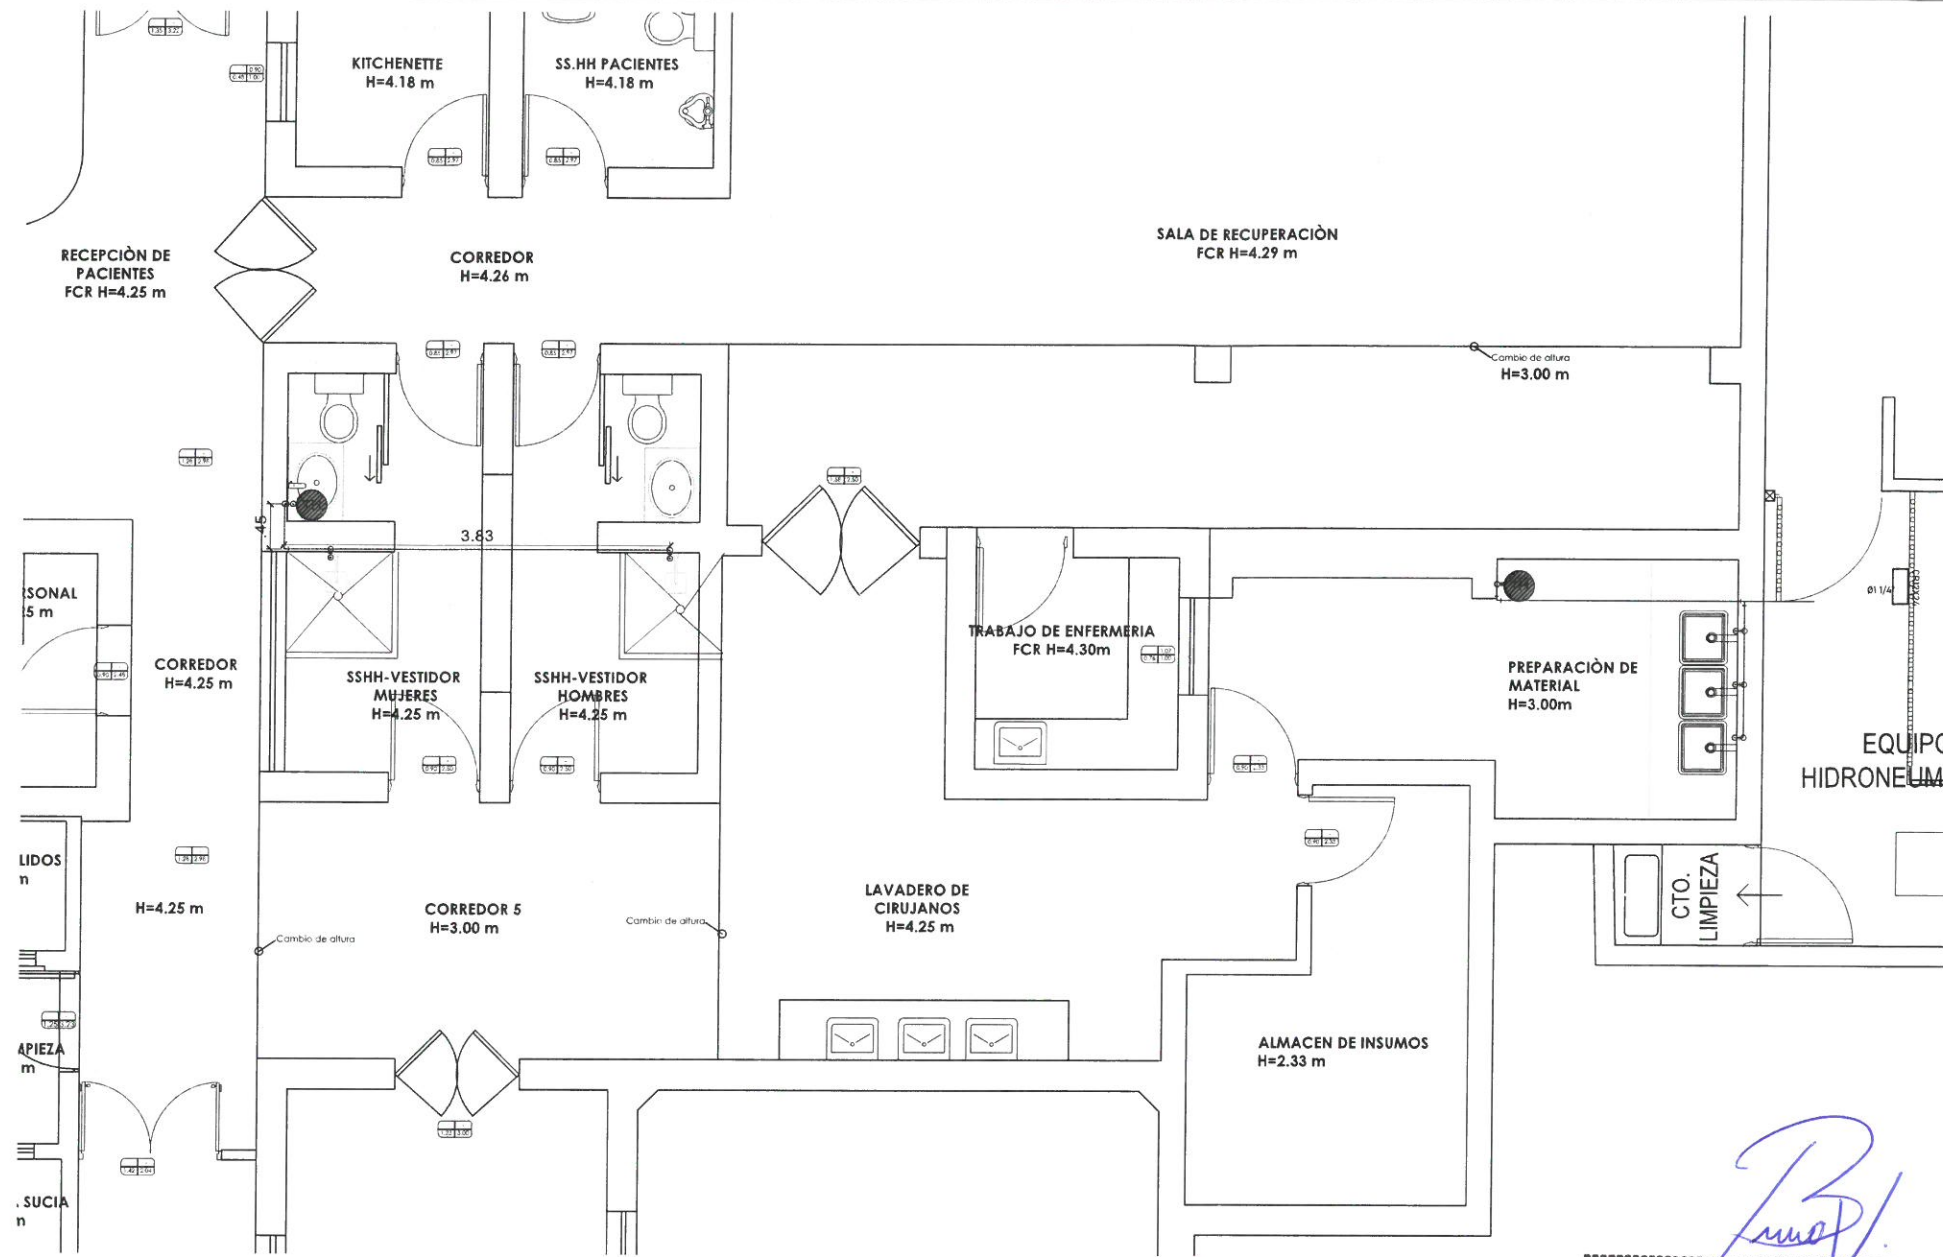 KITCHENETTE
H=4.18 m
SS.HH PACIENTES
H=4.18 m
RECEPCIÒN DE
PACIENTES
FCR H=4.25 m
CORREDOR
H=4.26 m
SALA DE RECUPERACIÒN
FCR H=4.29 m
Cambio de altura
H=3.00 m
.45
3.83
SONAL
5 m
CORREDOR
H=4.25 m
SSHH-VESTIDOR
MUJERES
H=4.25 m
SSHH-VESTIDOR
HOMBRES
H=4.25 m
TRABAJO DE ENFERMERIA
FCR H=4.30m
PREPARACIÒN DE
MATERIAL
H=3.00m
Ø1 1/4"
EQUIPO
HIDRONEUM
LIDOS
m
H=4.25 m
CORREDOR 5
H=3.00 m
Cambio de altura
Cambio de altura
LAVADERO DE
CIRUJANOS
H=4.25 m
CTO.
LIMPIEZA
APIEZA
m
ALMACEN DE INSUMOS
H=2.33 m
. SUCIA